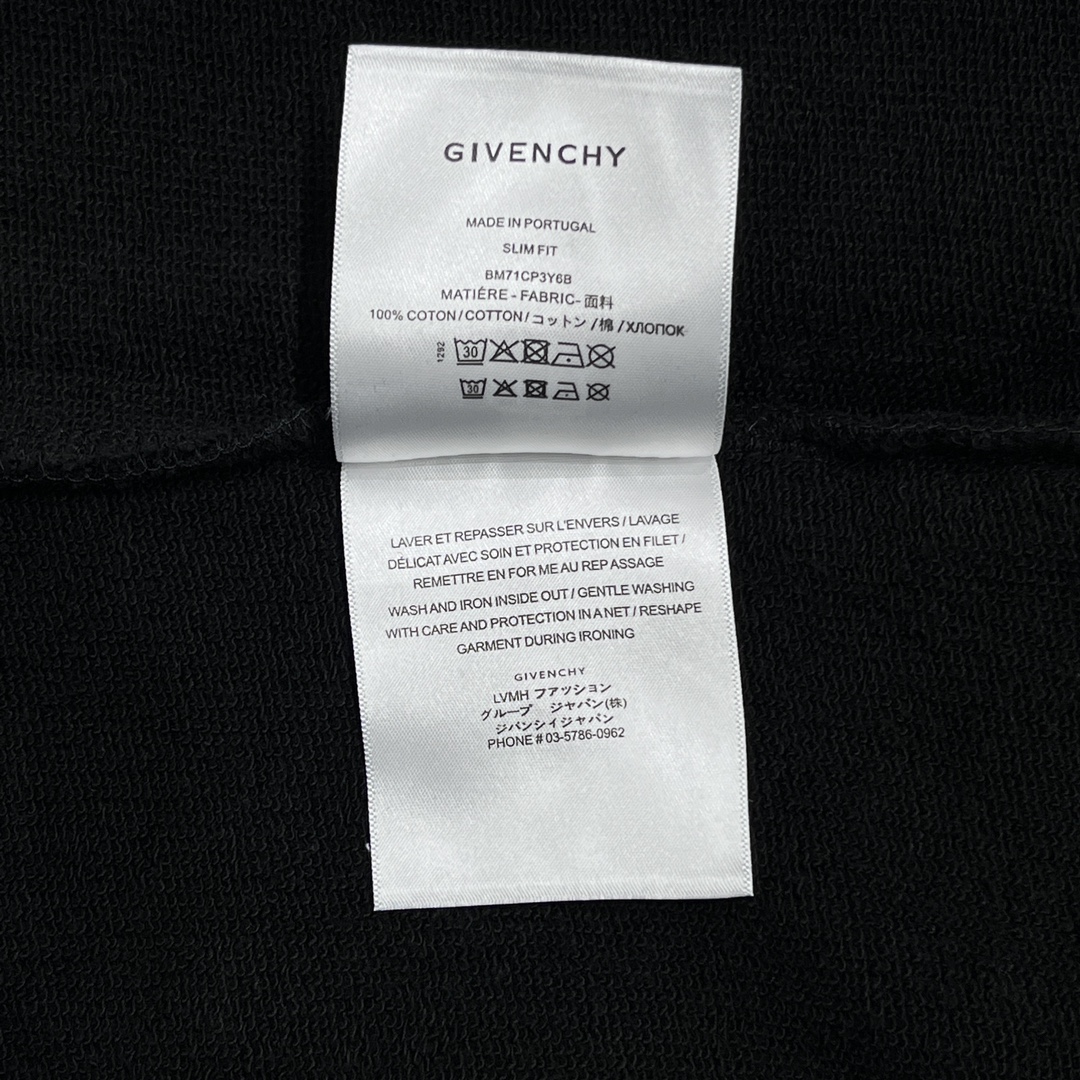 GIVENCHY
MADE IN PORTUGAL
SLIM FIT
BM71CP3Y6B
MATIÉRE - FABRIC- 面料
100% COTON/COTTON/コットン/棉/ХЛОПОК
1292
30
30
LAVER ET REPASSER SUR L'ENVERS / LAVAGE
DÉLICAT AVEC SOIN ET PROTECTION EN FILET /
REMETTRE EN FOR ME AU REP ASSAGE
WASH AND IRON INSIDE OUT / GENTLE WASHING
WITH CARE AND PROTECTION IN A NET / RESHAPE
GARMENT DURING IRONING
GIVENCHY
LVMH ファッション
グループ ジャパン(株)
ジバンシイジャパン
PHONE # 03-5786-0962